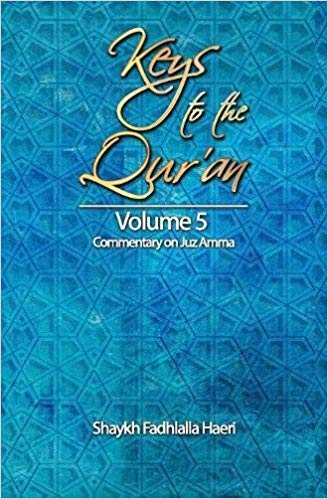 Keys
to the
Qur'an
Volume 5
Commentary on Juz Amma
Shaykh Fadhlalla Haeri